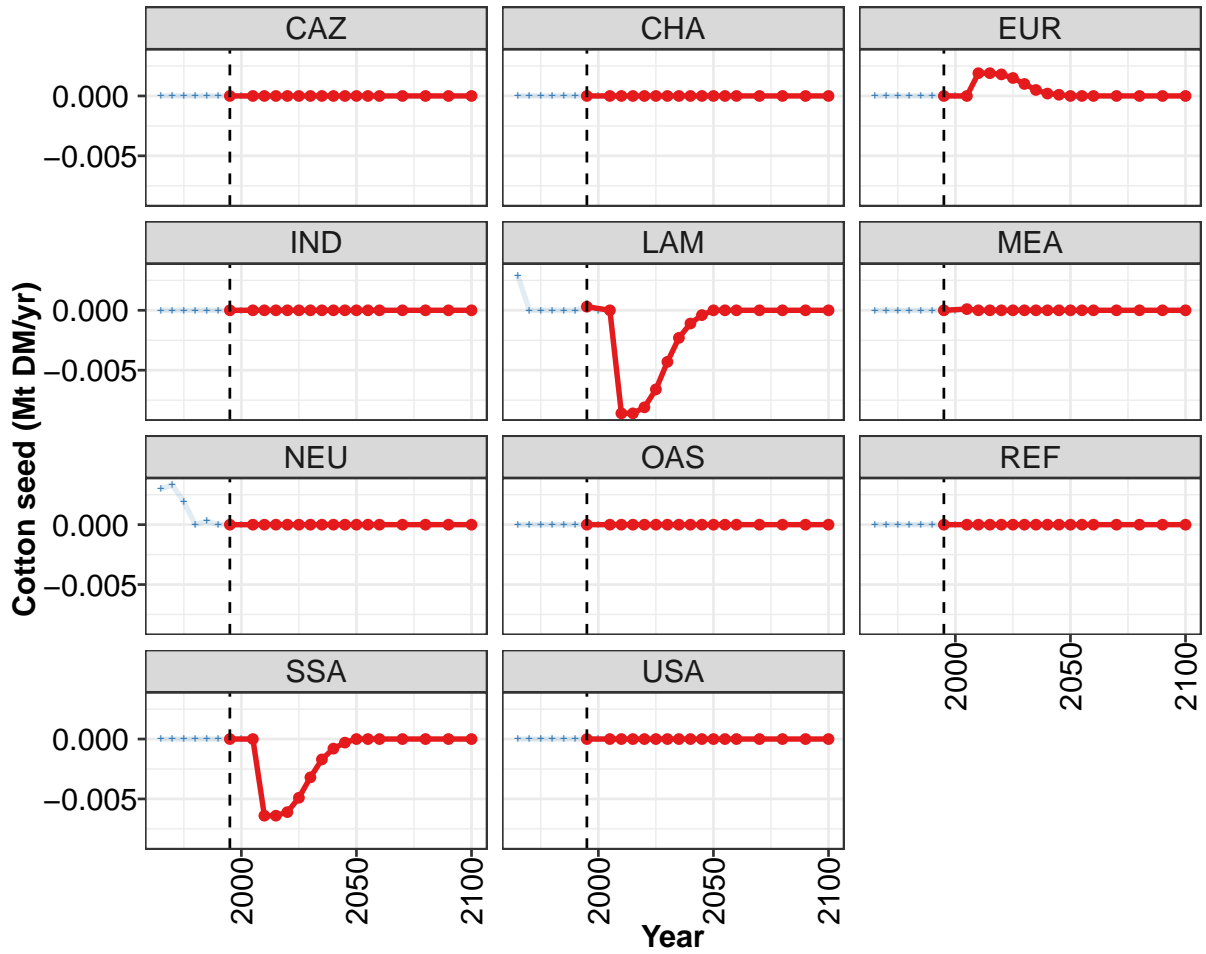 CAZ CHA EUR
0.000
−0.005
IND LAM MEA
0.000
−0.005
NEU OAS REF
0.000
−0.005
2000 2050 2100
SSA USA
0.000
−0.005
2000 2050 2100 2000 2050 2100
Year
Cotton seed (Mt DM/yr)